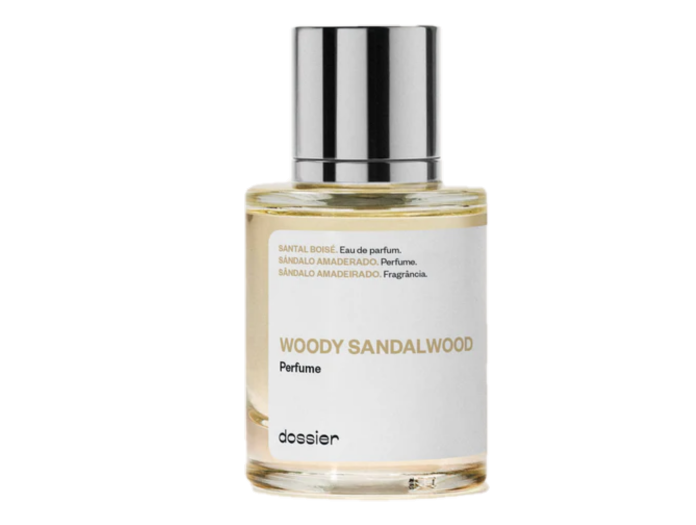 SANTAL BOISÉ. Eau de parfum.
SÁNDALO AMADERADO. Perfume.
SÂNDALO AMADEIRADO. Fragrância.
WOODY SANDALWOOD
Perfume
dossier